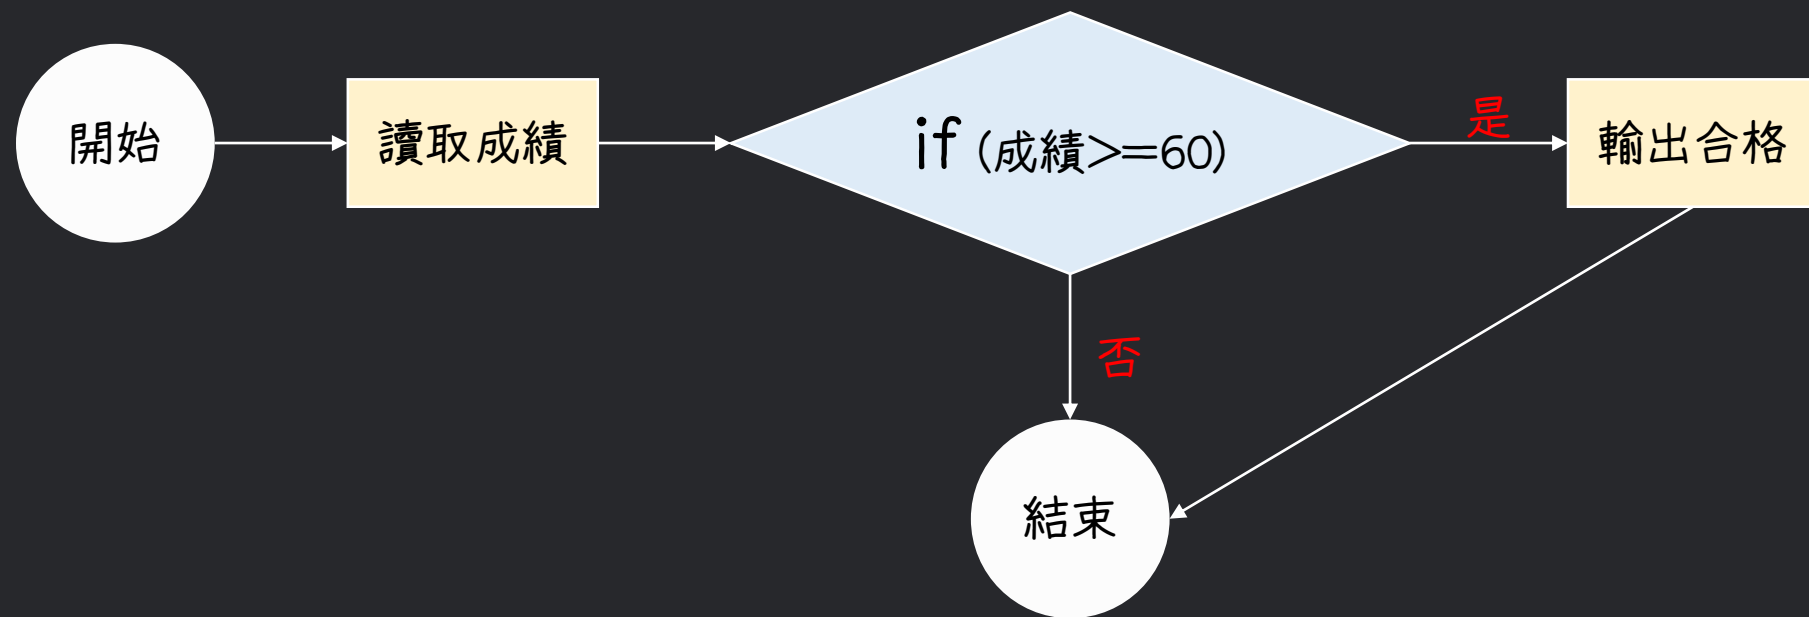 開始
讀取成績
if (成績>=60)
是
輸出合格
否
結束